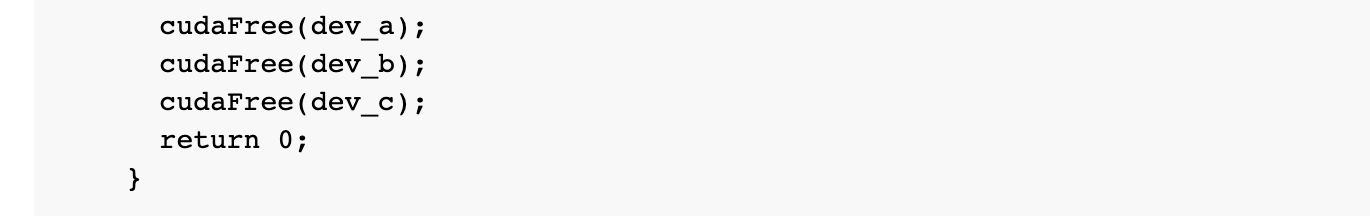 cudaFree(dev_a);
cudaFree(dev_b);
cudaFree(dev_c);
return 0;
}